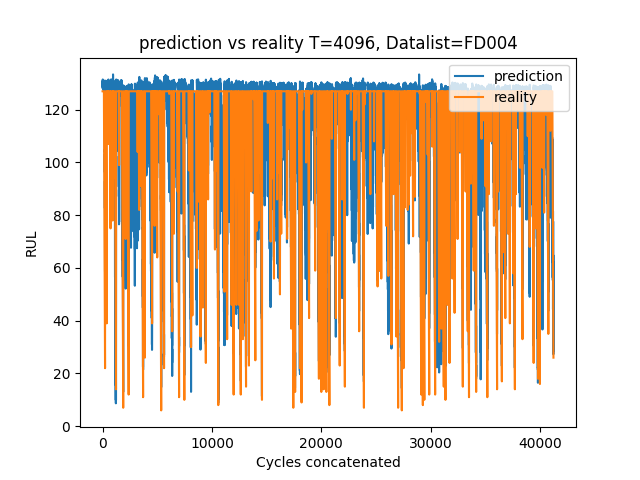 prediction vs reality T=4096, Datalist=FD004
prediction
reality
RUL
120
100
80
60
40
20
0
0
10000
20000
30000
40000
Cycles concatenated